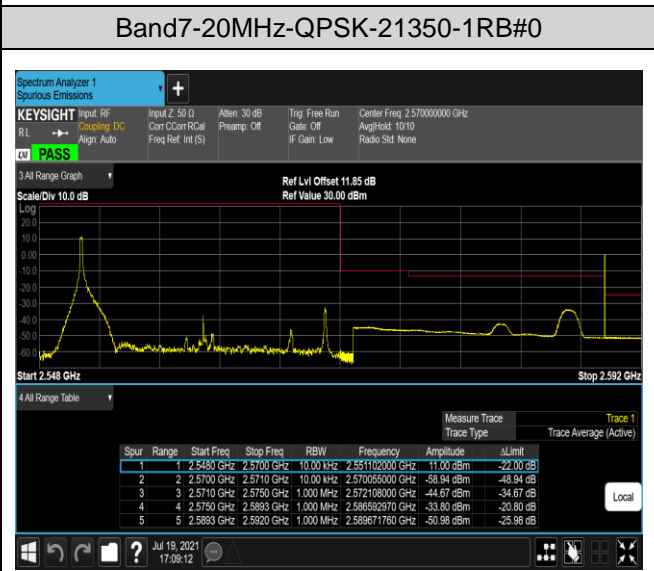 Band7-20MHz-QPSK-21350-1RB#0
Spectrum Analyzer 1
Spurious Emissions
+
KEYSIGHT Input: RF Input Z: 50 Ω Atten: 30 dB Trig: Free Run Center Freq: 2.570000000 GHz
R L Coupling: DC Corr CCorr RCal Preamp: Off Gate: Off Avg|Hold: 10/10
Align: Auto Freq Ref: Int (S) IF Gain: Low Radio Std: None
LXI PASS
3 All Range Graph
Ref Lvl Offset 11.85 dB
Scale/Div 10.0 dB Ref Value 30.00 dBm
Log
20.0
10.0
0.00
-10.0
-20.0
-30.0
-40.0
-50.0
-60.0
Start 2.548 GHz Stop 2.592 GHz
4 All Range Table
Measure Trace Trace 1
Trace Type Trace Average (Active)
Spur Range Start Freq Stop Freq RBW Frequency Amplitude ΔLimit
1 1 2.5480 GHz 2.5700 GHz 10.00 kHz 2.551102000 GHz 11.00 dBm -22.00 dB
2 2 2.5700 GHz 2.5710 GHz 10.00 kHz 2.570055000 GHz -58.94 dBm -48.94 dB
3 3 2.5710 GHz 2.5750 GHz 1.000 MHz 2.572108000 GHz -44.67 dBm -34.67 dB
4 4 2.5750 GHz 2.5893 GHz 1.000 MHz 2.586592970 GHz -33.80 dBm -20.80 dB
5 5 2.5893 GHz 2.5920 GHz 1.000 MHz 2.589671760 GHz -50.98 dBm -25.98 dB
Local
? Jul 19, 2021
17:09:12